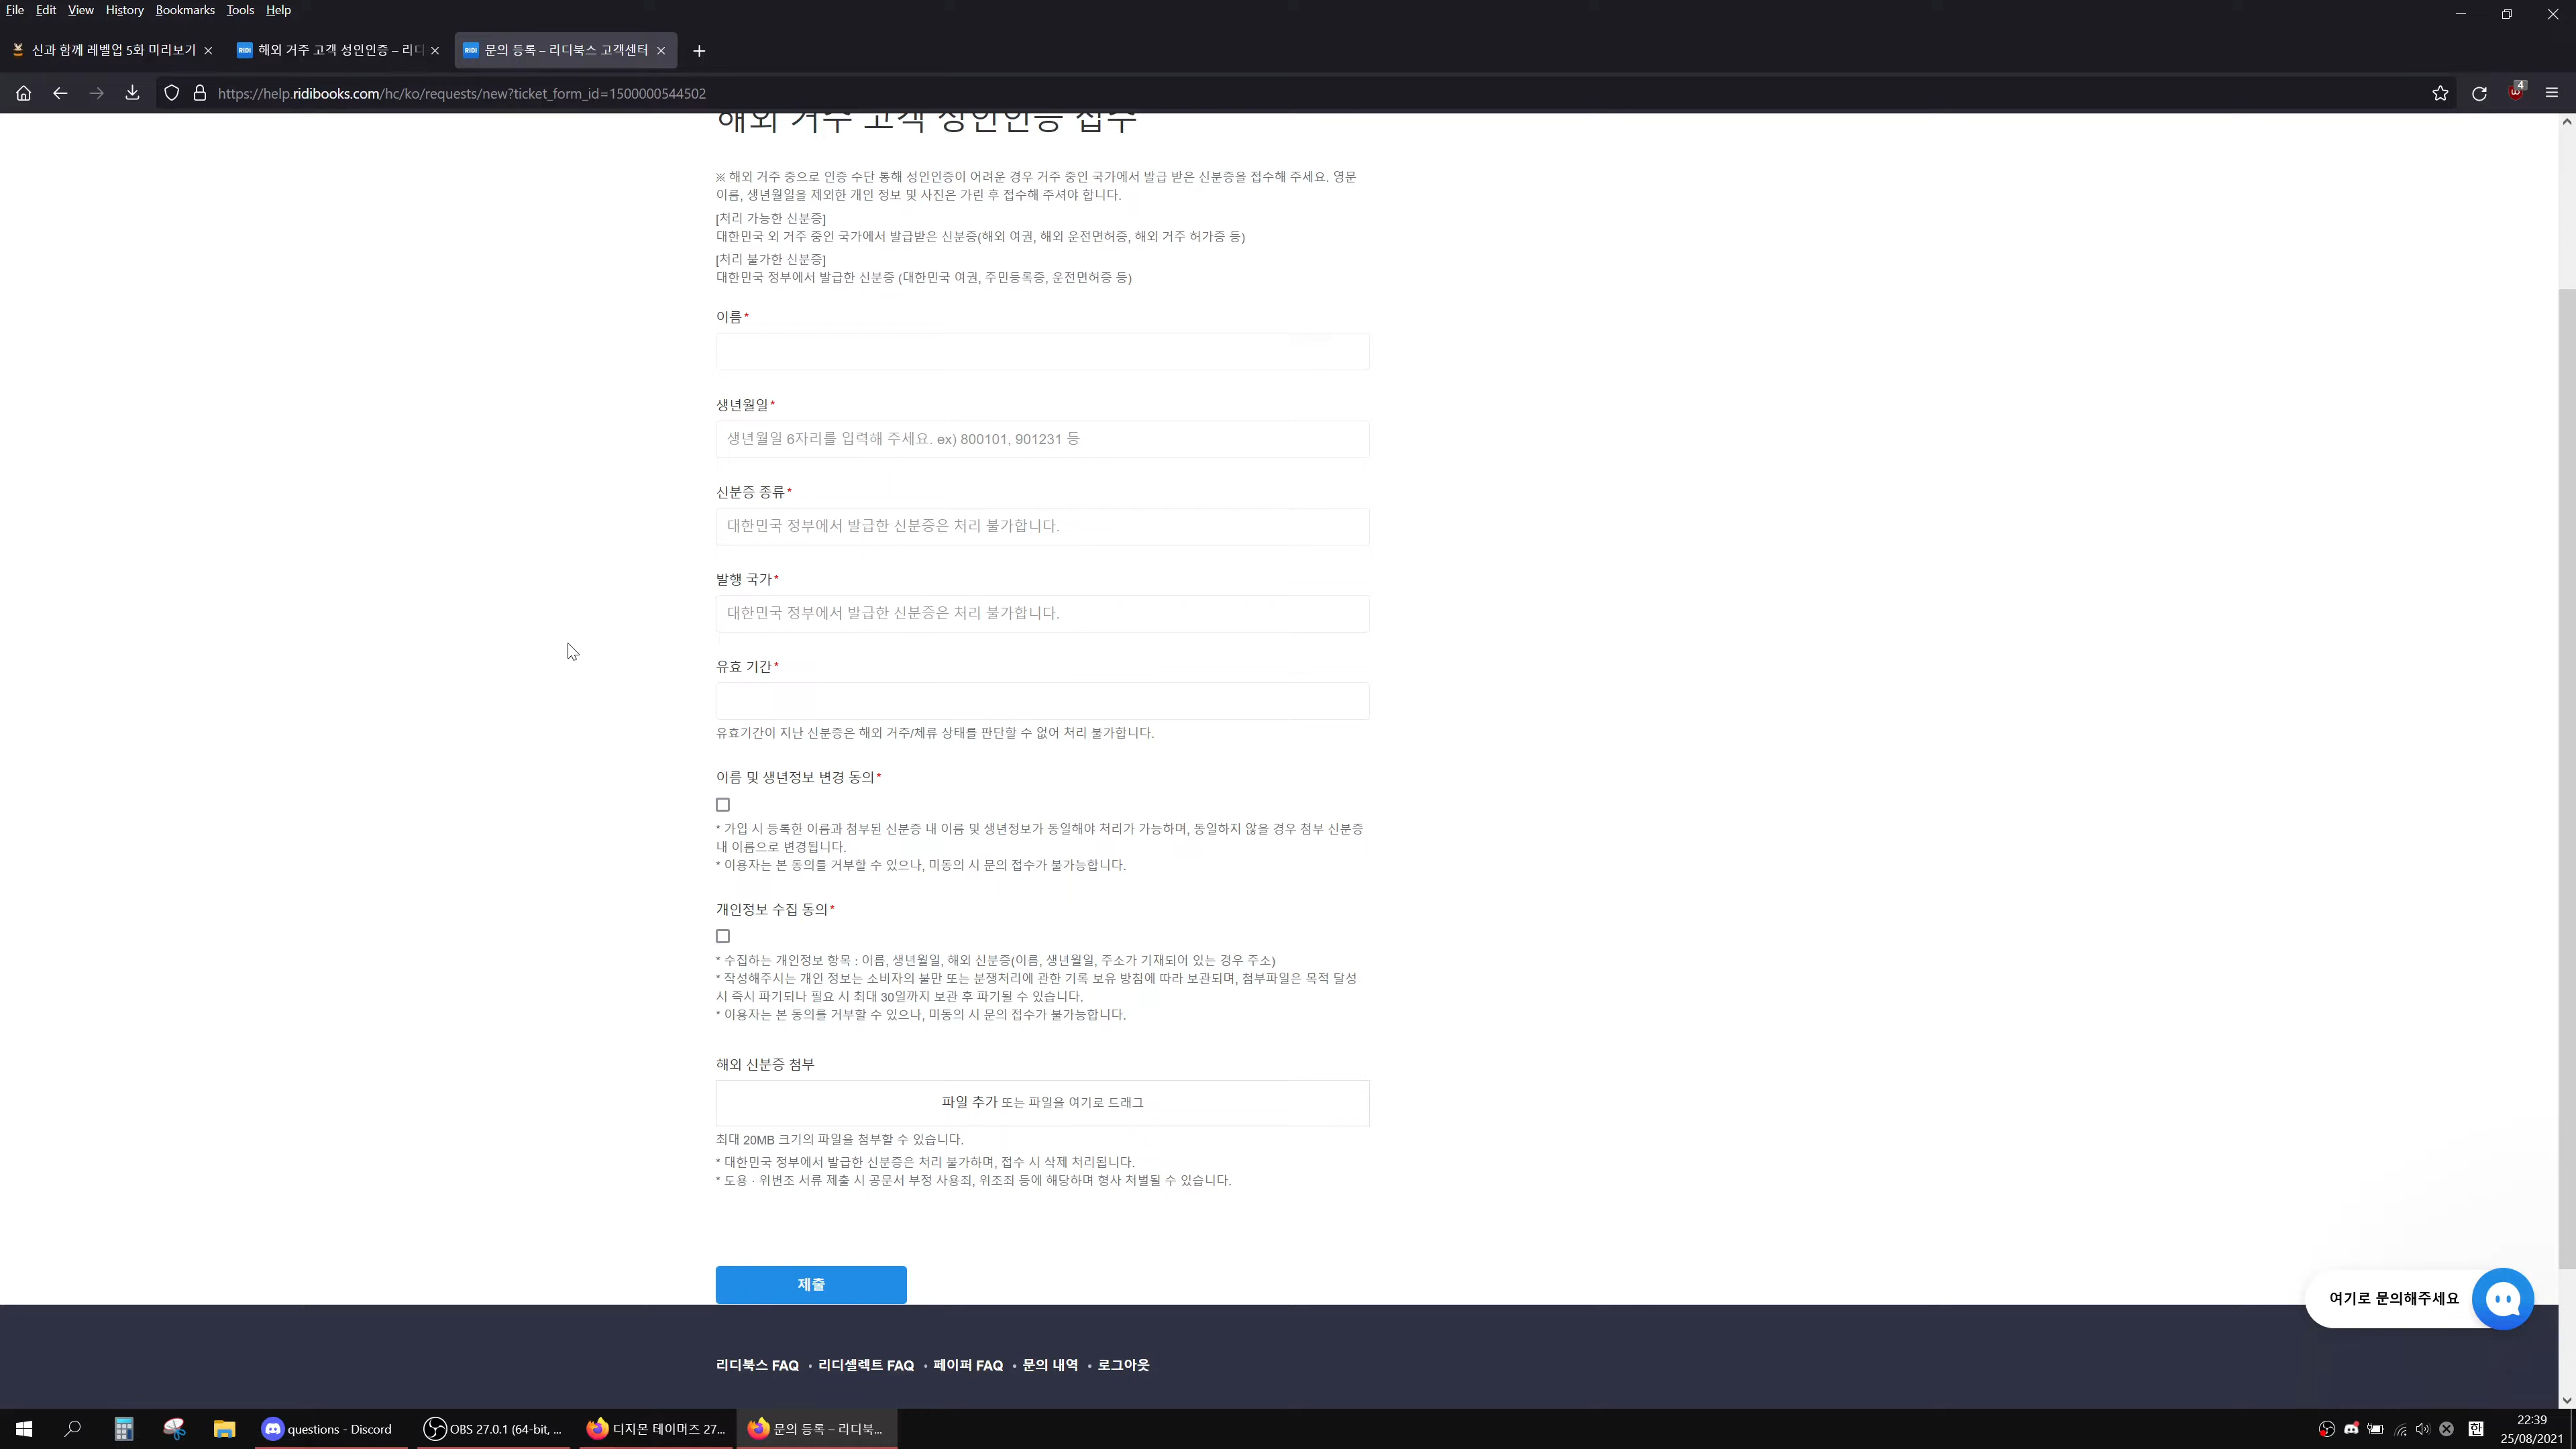 File Edit View History Bookmarks Tools Help
신과 함께 레벨업 5화 미리보기
RIDI 해외 거주 고객 성인인증 – 리디
RIDI 문의 등록 – 리디북스 고객센터
https://help.ridibooks.com/hc/ko/requests/new?ticket_form_id=1500000544502
4
해외 거주 고객 성인인증 접수
※ 해외 거주 중으로 인증 수단 통해 성인인증이 어려운 경우 거주 중인 국가에서 발급 받은 신분증을 접수해 주세요. 영문
이름, 생년월일을 제외한 개인 정보 및 사진은 가린 후 접수해 주셔야 합니다.
[처리 가능한 신분증]
대한민국 외 거주 중인 국가에서 발급받은 신분증(해외 여권, 해외 운전면허증, 해외 거주 허가증 등)
[처리 불가한 신분증]
대한민국 정부에서 발급한 신분증 (대한민국 여권, 주민등록증, 운전면허증 등)
이름*
생년월일*
생년월일 6자리를 입력해 주세요. ex) 800101, 901231 등
신분증 종류*
대한민국 정부에서 발급한 신분증은 처리 불가합니다.
발행 국가*
대한민국 정부에서 발급한 신분증은 처리 불가합니다.
유효 기간*
유효기간이 지난 신분증은 해외 거주/체류 상태를 판단할 수 없어 처리 불가합니다.
이름 및 생년정보 변경 동의*
* 가입 시 등록한 이름과 첨부된 신분증 내 이름 및 생년정보가 동일해야 처리가 가능하며, 동일하지 않을 경우 첨부 신분증
내 이름으로 변경됩니다.
* 이용자는 본 동의를 거부할 수 있으나, 미동의 시 문의 접수가 불가능합니다.
개인정보 수집 동의*
* 수집하는 개인정보 항목 : 이름, 생년월일, 해외 신분증(이름, 생년월일, 주소가 기재되어 있는 경우 주소)
* 작성해주시는 개인 정보는 소비자의 불만 또는 분쟁처리에 관한 기록 보유 방침에 따라 보관되며, 첨부파일은 목적 달성
시 즉시 파기되나 필요 시 최대 30일까지 보관 후 파기될 수 있습니다.
* 이용자는 본 동의를 거부할 수 있으나, 미동의 시 문의 접수가 불가능합니다.
해외 신분증 첨부
파일 추가 또는 파일을 여기로 드래그
최대 20MB 크기의 파일을 첨부할 수 있습니다.
* 대한민국 정부에서 발급한 신분증은 처리 불가하며, 접수 시 삭제 처리됩니다.
* 도용 · 위변조 서류 제출 시 공문서 부정 사용죄, 위조죄 등에 해당하며 형사 처벌될 수 있습니다.
제출
여기로 문의해주세요
리디북스 FAQ • 리디셀렉트 FAQ • 페이퍼 FAQ • 문의 내역 • 로그아웃
questions - Discord
OBS 27.0.1 (64-bit, ...
디지몬 테이머즈 27...
문의 등록 – 리디북...
한
22:39
25/08/2021